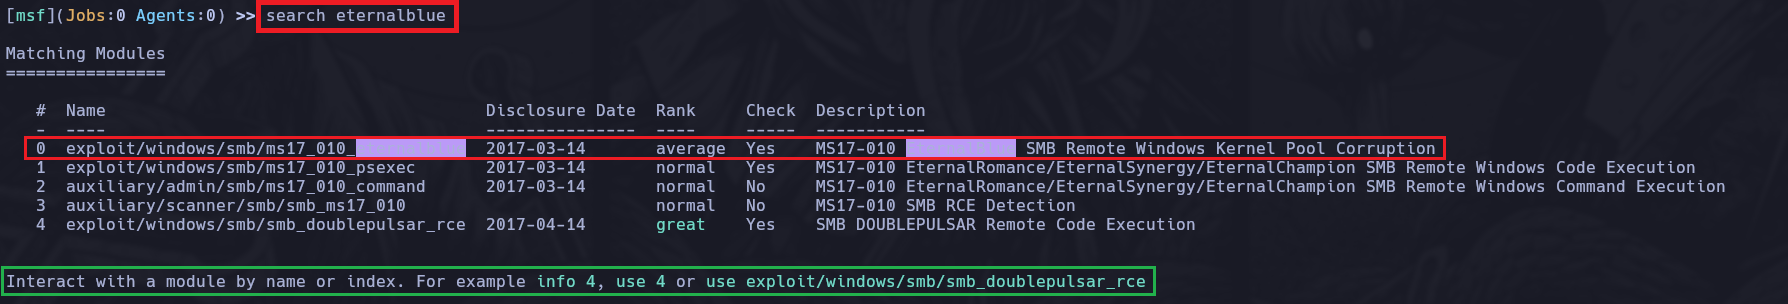 [msf](Jobs:0 Agents:0) >> search eternalblue
Matching Modules
================
# Name Disclosure Date Rank Check Description
- ---- --------------- ---- ----- -----------
0 exploit/windows/smb/ms17_010_eternalblue 2017-03-14 average Yes MS17-010 EternalBlue SMB Remote Windows Kernel Pool Corruption
1 exploit/windows/smb/ms17_010_psexec 2017-03-14 normal Yes MS17-010 EternalRomance/EternalSynergy/EternalChampion SMB Remote Windows Code Execution
2 auxiliary/admin/smb/ms17_010_command 2017-03-14 normal No MS17-010 EternalRomance/EternalSynergy/EternalChampion SMB Remote Windows Command Execution
3 auxiliary/scanner/smb/smb_ms17_010 normal No MS17-010 SMB RCE Detection
4 exploit/windows/smb/smb_doublepulsar_rce 2017-04-14 great Yes SMB DOUBLEPULSAR Remote Code Execution
Interact with a module by name or index. For example info 4, use 4 or use exploit/windows/smb/smb_doublepulsar_rce